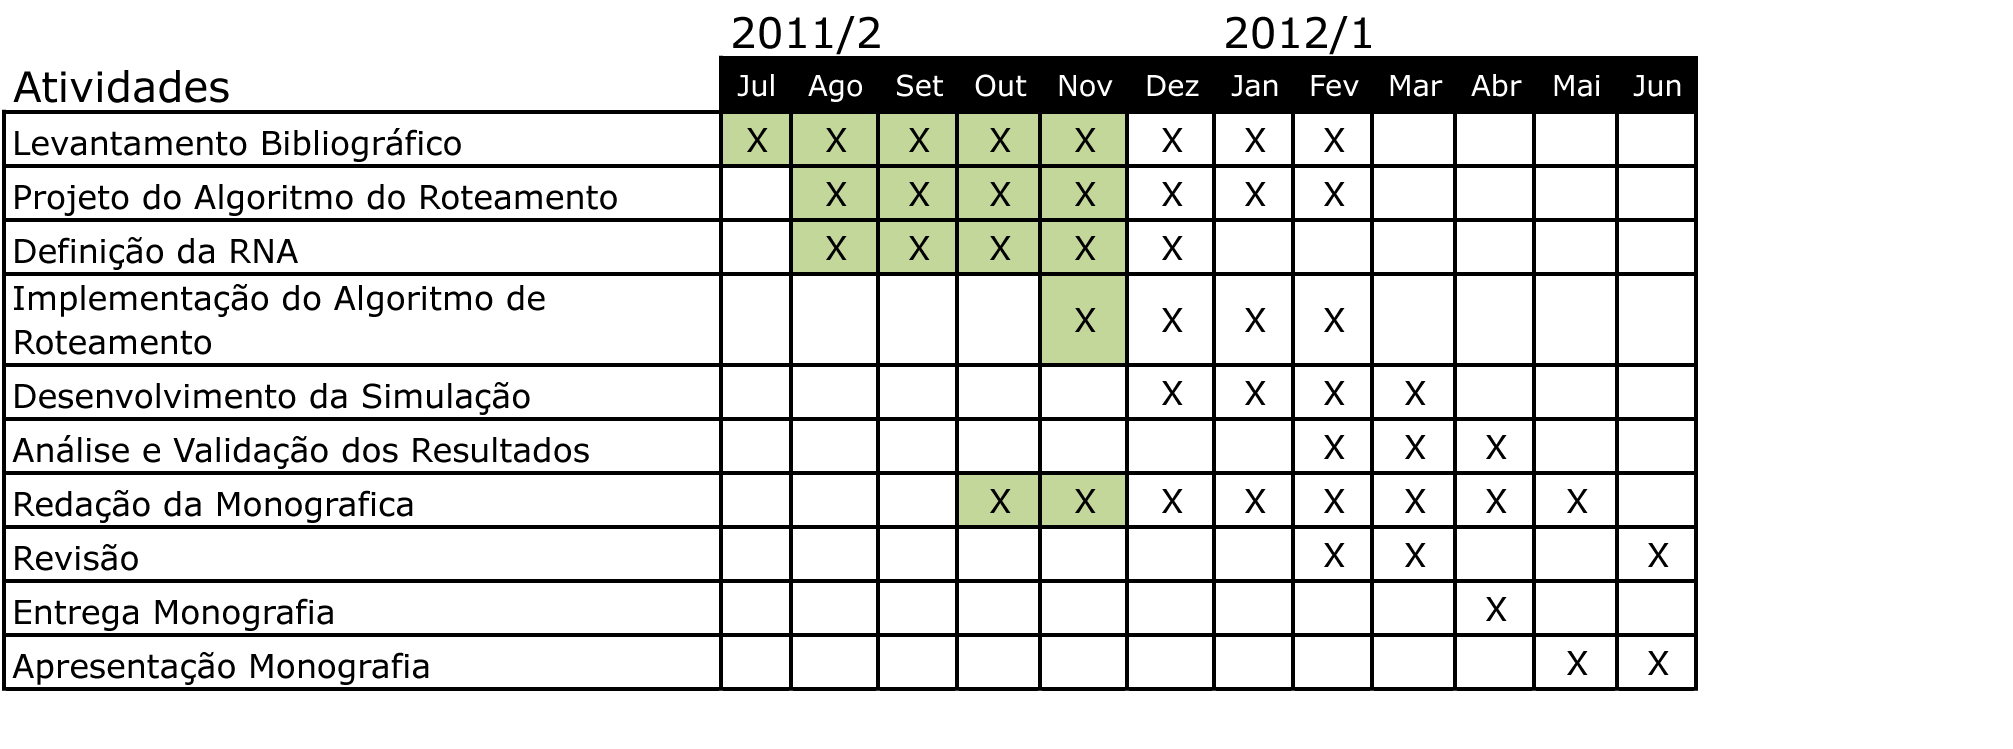 2011/2 2012/1
Atividades Jul Ago Set Out Nov Dez Jan Fev Mar Abr Mai Jun
Levantamento Bibliográfico X X X X X X X X
Projeto do Algoritmo do Roteamento X X X X X X X
Definição da RNA X X X X X
Implementação do Algoritmo de
Roteamento X X X X
Desenvolvimento da Simulação X X X X
Análise e Validação dos Resultados X X X
Redação da Monografica X X X X X X X X
Revisão X X X
Entrega Monografia X
Apresentação Monografia X X